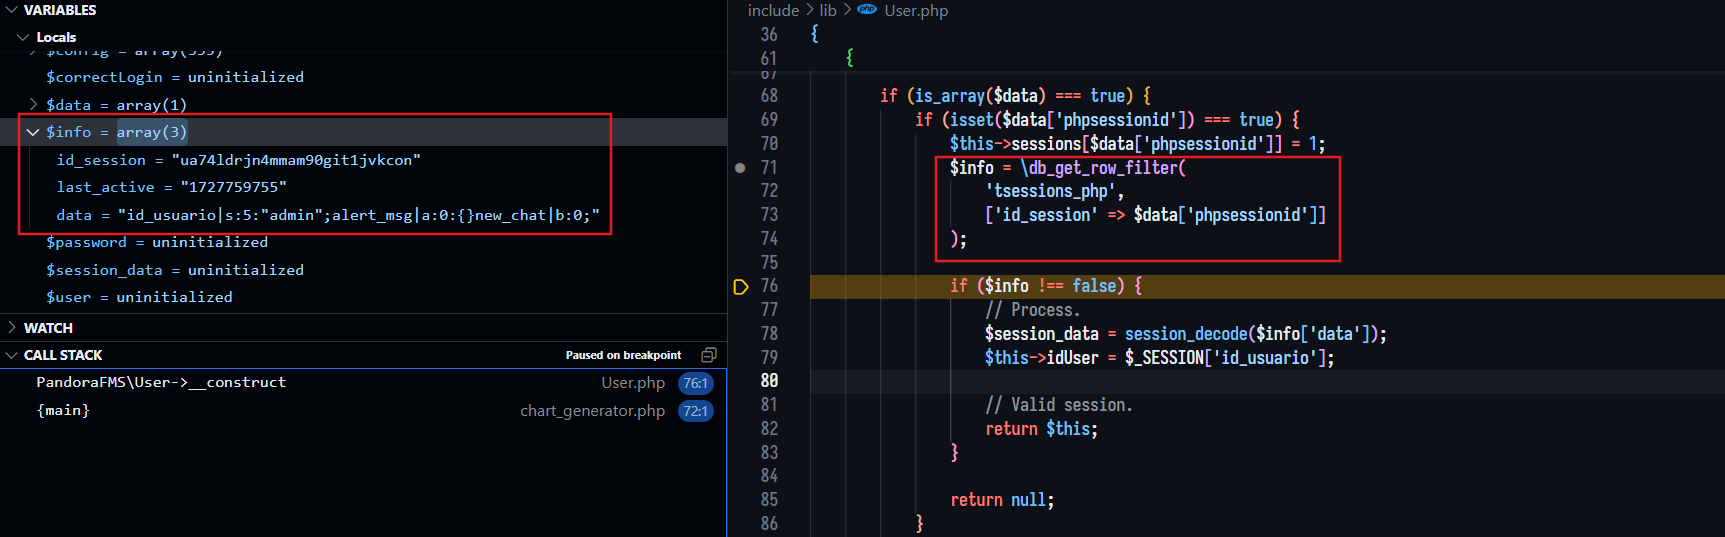 VARIABLES
Locals
$config = array(555)
$correctLogin = uninitialized
$data = array(1)
$info = array(3)
id_session = "ua74ldrjn4mmam90git1jvkcon"
last_active = "1727759755"
data = "id_usuario|s:5:"admin";alert_msg|a:0:{}new_chat|b:0;"
$password = uninitialized
$session_data = uninitialized
$user = uninitialized
WATCH
CALL STACK
Paused on breakpoint
PandoraFMS\User->__construct User.php 76:1
{main} chart_generator.php 72:1
include > lib > php User.php
36 {
61 {
67
68 if (is_array($data) === true) {
69 if (isset($data['phpsessionid']) === true) {
70 $this->sessions[$data['phpsessionid']] = 1;
71 $info = \db_get_row_filter(
72 'tsessions_php',
73 ['id_session' => $data['phpsessionid']]
74 );
75
76 if ($info !== false) {
77 // Process.
78 $session_data = session_decode($info['data']);
79 $this->idUser = $_SESSION['id_usuario'];
80
81 // Valid session.
82 return $this;
83 }
84
85 return null;
86 }